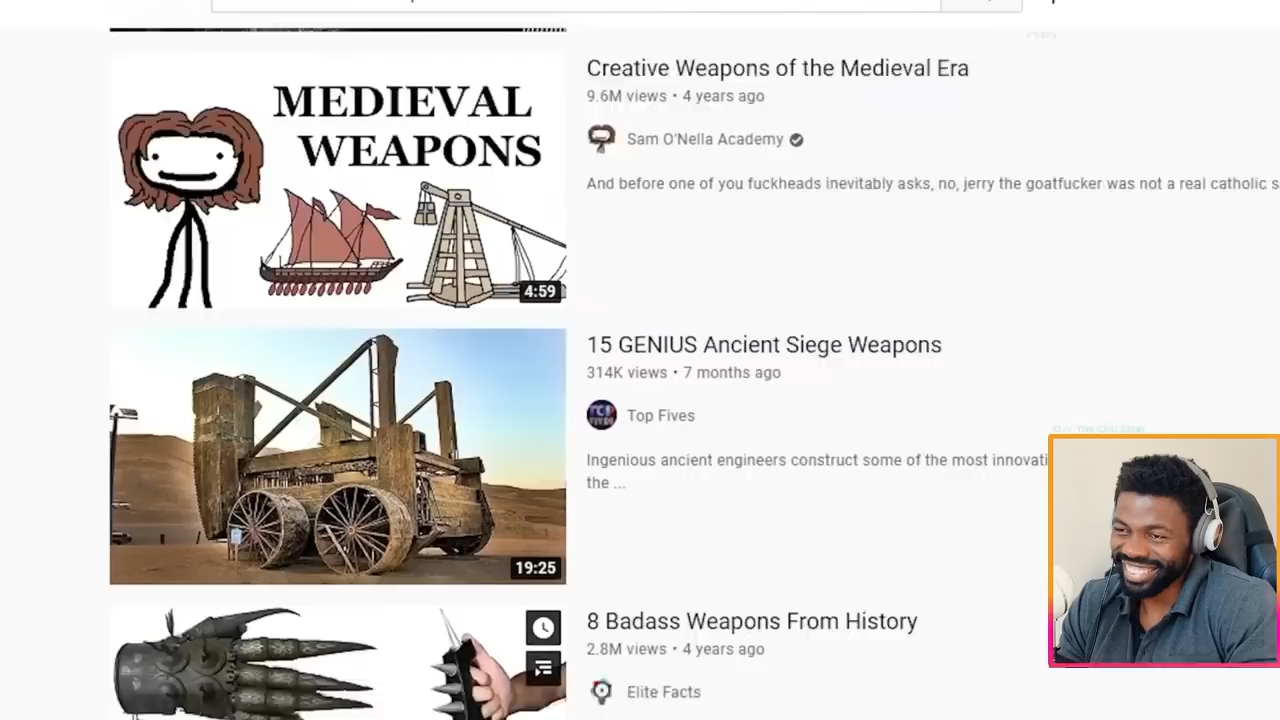 MEDIEVAL
WEAPONS
4:59
Creative Weapons of the Medieval Era
9.6M views • 4 years ago
Sam O'Nella Academy
And before one of you fuckheads inevitably asks, no, jerry the goatfucker was not a real catholic s
19:25
15 GENIUS Ancient Siege Weapons
314K views • 7 months ago
TOP FIVES
Top Fives
Ingenious ancient engineers construct some of the most innovati
the ...
8 Badass Weapons From History
2.8M views • 4 years ago
Elite Facts